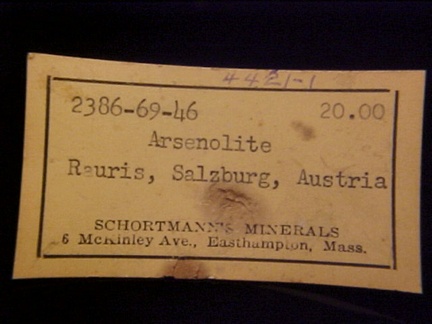 4421-1
2386-69-46 20.00
Arsenolite
Rauris, Salzburg, Austria
SCHORTMANN'S MINERALS
6 McKinley Ave., Easthampton, Mass.